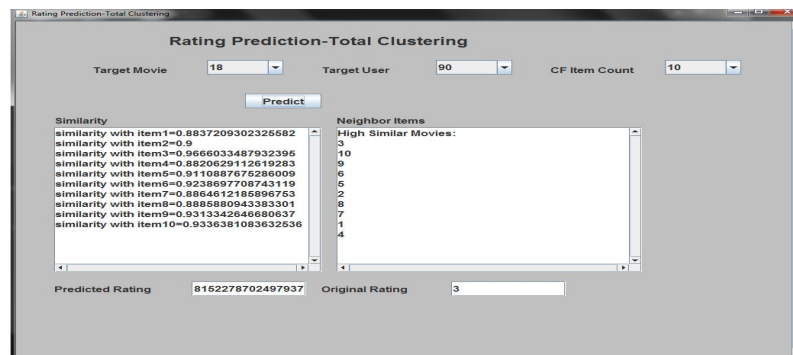 Rating Prediction-Total Clustering
Rating Prediction-Total Clustering
Target Movie 18 Target User 90 CF Item Count 10
Predict
Similarity
similarity with item1=0.8837209302325582
similarity with item2=0.9
similarity with item3=0.9666033487932395
similarity with item4=0.8820629112619283
similarity with item5=0.9110887675286009
similarity with item6=0.9238697708743119
similarity with item7=0.8864612185896753
similarity with item8=0.8885880943383301
similarity with item9=0.9313342646680637
similarity with item10=0.9336381083632536
Neighbor Items
High Similar Movies:
3
10
9
6
5
2
8
7
1
4
Predicted Rating 8152278702497937 Original Rating 3